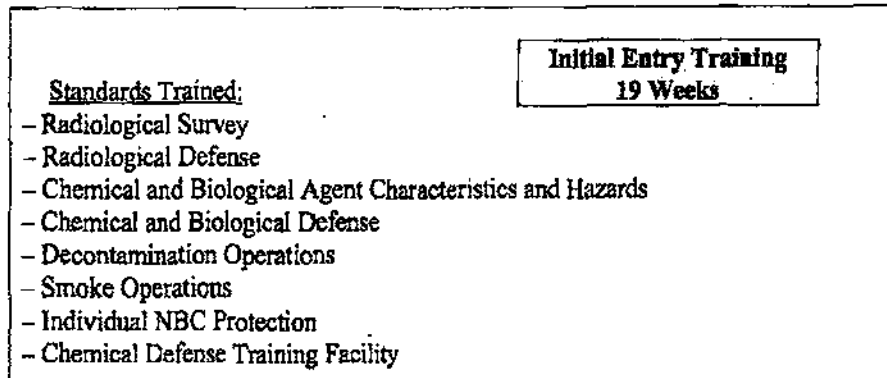 Initial Entry Training
19 Weeks
Standards Trained:
– Radiological Survey
– Radiological Defense
– Chemical and Biological Agent Characteristics and Hazards
– Chemical and Biological Defense
– Decontamination Operations
– Smoke Operations
– Individual NBC Protection
– Chemical Defense Training Facility